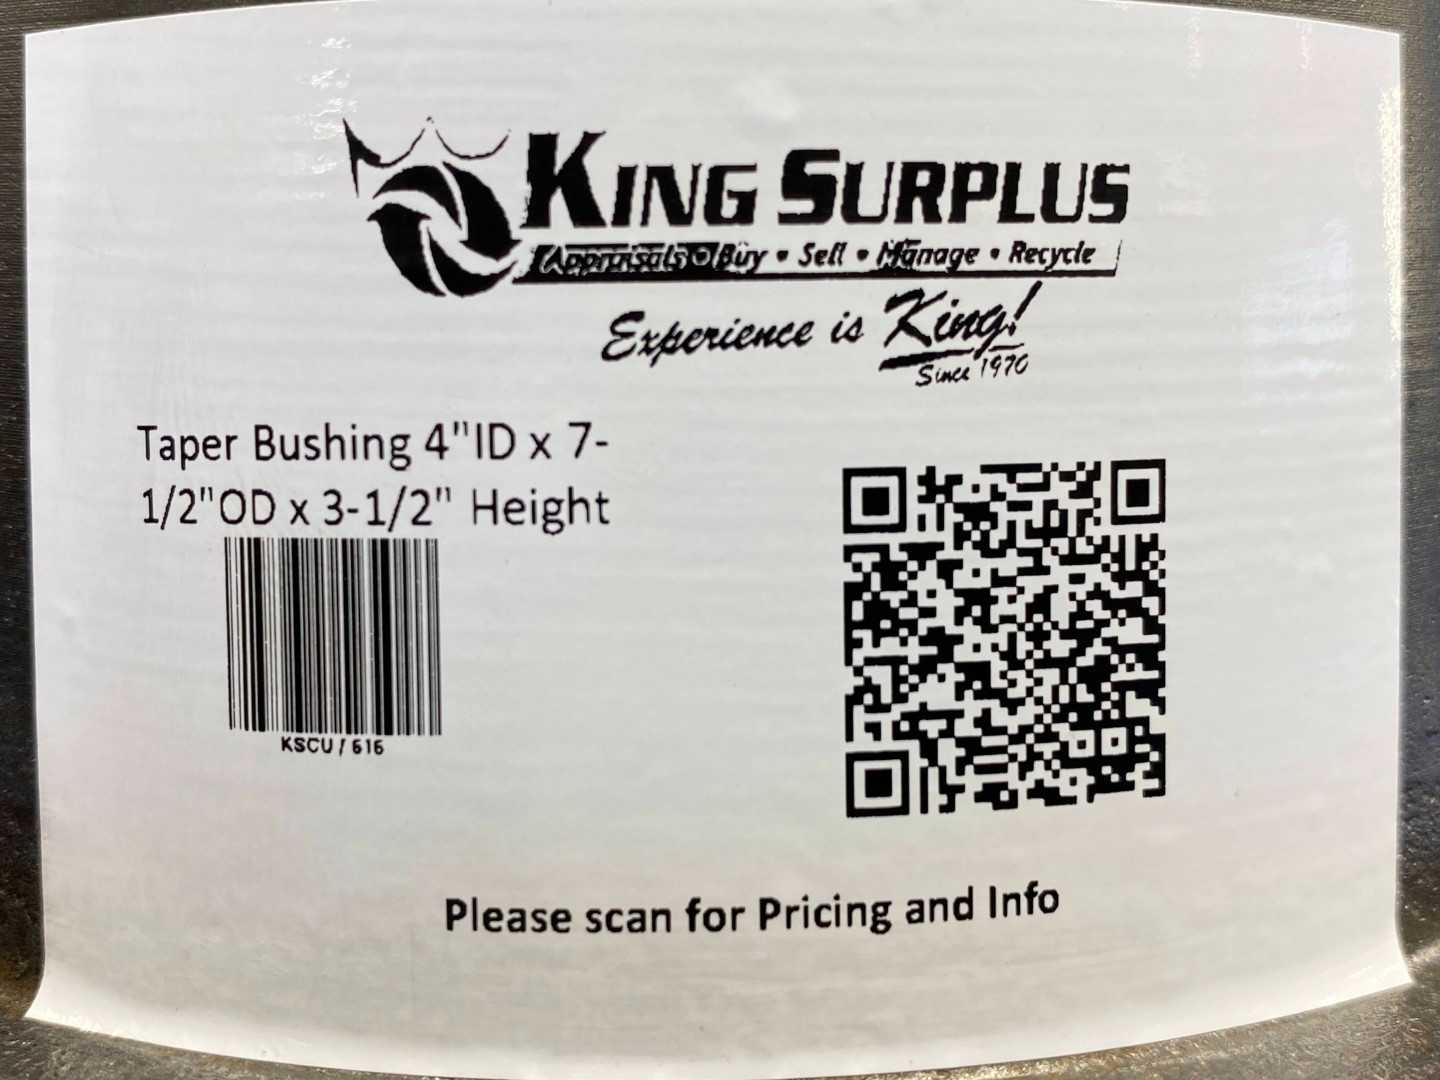 KING SURPLUS
Appraisals • Buy • Sell • Manage • Recycle
Experience is King!
Since 1970
Taper Bushing 4"ID x 7-
1/2"OD x 3-1/2" Height
KSCU / 616
Please scan for Pricing and Info